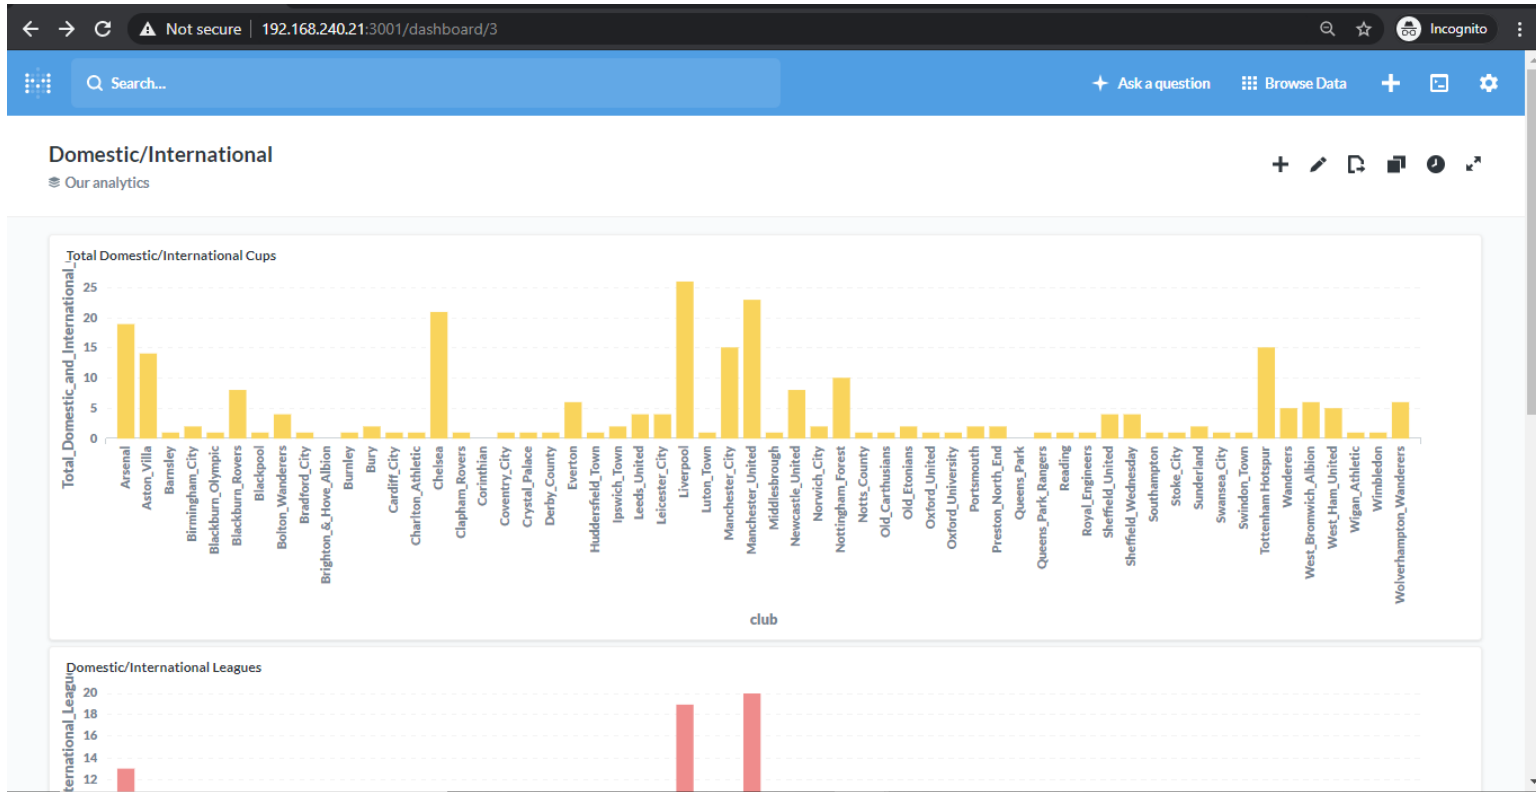 Not secure | 192.168.240.21:3001/dashboard/3
Incognito
Search...
Ask a question
Browse Data
Domestic/International
Our analytics
Total Domestic/International Cups
Total_Domestic_and_International_
25
20
15
10
5
0
Arsenal
Aston_Villa
Barnsley
Birmingham_City
Blackburn_Olympic
Blackburn_Rovers
Blackpool
Bolton_Wanderers
Bradford_City
Brighton_&_Hove_Albion
Burnley
Bury
Cardiff_City
Charlton_Athletic
Chelsea
Clapham_Rovers
Corinthian
Coventry_City
Crystal_Palace
Derby_County
Everton
Huddersfield_Town
Ipswich_Town
Leeds_United
Leicester_City
Liverpool
Luton_Town
Manchester_City
Manchester_United
Middlesbrough
Newcastle_United
Norwich_City
Nottingham_Forest
Notts_County
Old_Carthusians
Old_Etonians
Oxford_United
Oxford_University
Portsmouth
Preston_North_End
Queens_Park
Queens_Park_Rangers
Reading
Royal_Engineers
Sheffield_United
Sheffield_Wednesday
Southampton
Stoke_City
Sunderland
Swansea_City
Swindon_Town
Tottenham Hotspur
Wanderers
West_Bromwich_Albion
West_Ham_United
Wigan_Athletic
Wimbledon
Wolverhampton_Wanderers
club
Domestic/International Leagues
ternational_League
20
18
16
14
12